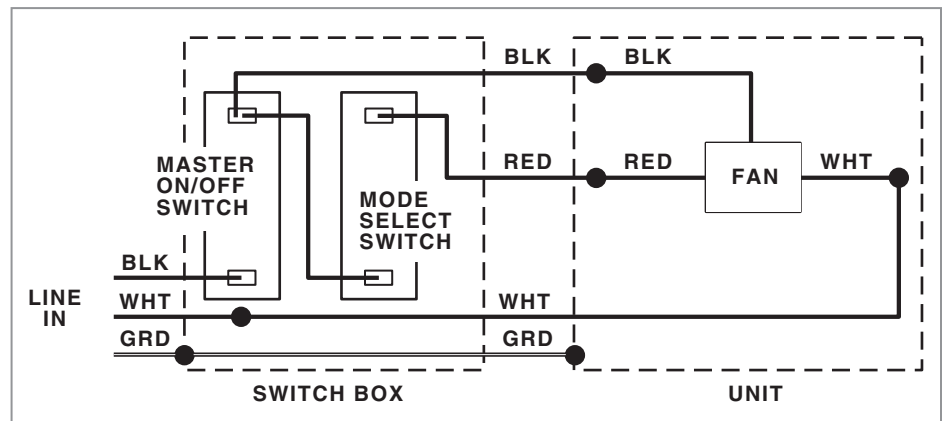 BLK
BLK
MASTER
ON/OFF
SWITCH
RED
RED
FAN
WHT
MODE
SELECT
SWITCH
BLK
LINE
IN
WHT
WHT
GRD
GRD
SWITCH BOX
UNIT